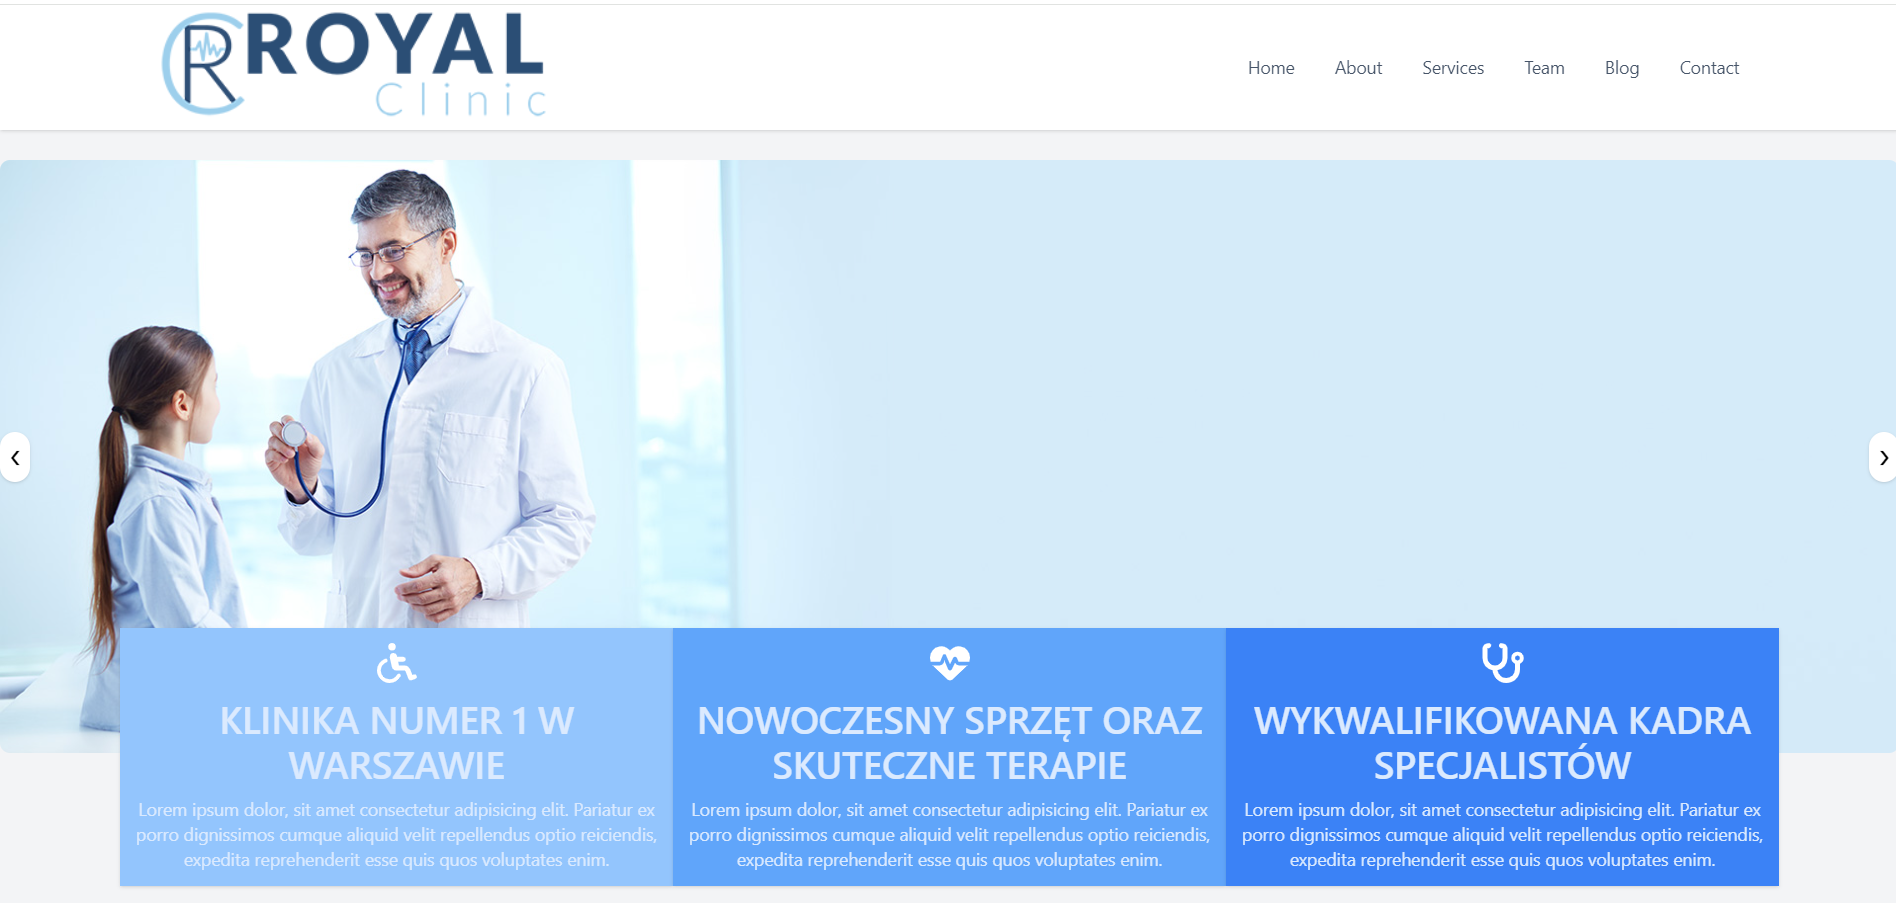 ROYAL
Clinic
Home About Services Team Blog Contact
KLINIKA NUMER 1 W
WARSZAWIE
Lorem ipsum dolor, sit amet consectetur adipisicing elit. Pariatur ex
porro dignissimos cumque aliquid velit repellendus optio reiciendis,
expedita reprehenderit esse quis quos voluptates enim.
NOWOCZESNY SPRZĘT ORAZ
SKUTECZNE TERAPIE
Lorem ipsum dolor, sit amet consectetur adipisicing elit. Pariatur ex
porro dignissimos cumque aliquid velit repellendus optio reiciendis,
expedita reprehenderit esse quis quos voluptates enim.
WYKWALIFIKOWANA KADRA
SPECJALISTÓW
Lorem ipsum dolor, sit amet consectetur adipisicing elit. Pariatur ex
porro dignissimos cumque aliquid velit repellendus optio reiciendis,
expedita reprehenderit esse quis quos voluptates enim.